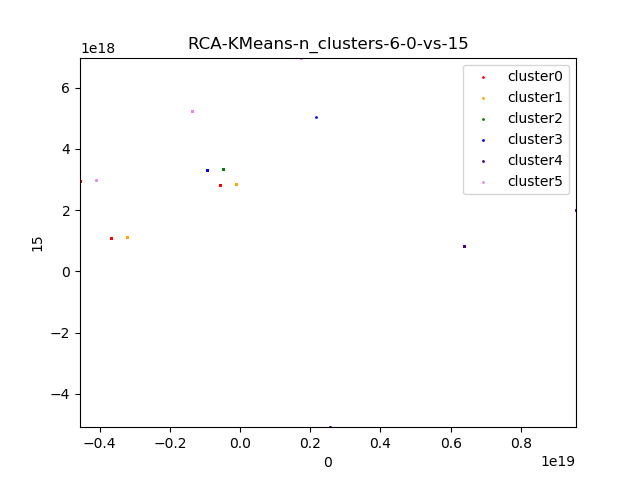 RCA-KMeans-n_clusters-6-0-vs-15
1e18
6
4
2
0
−2
−4
15
cluster0
cluster1
cluster2
cluster3
cluster4
cluster5
−0.4 −0.2 0.0 0.2 0.4 0.6 0.8
0
1e19